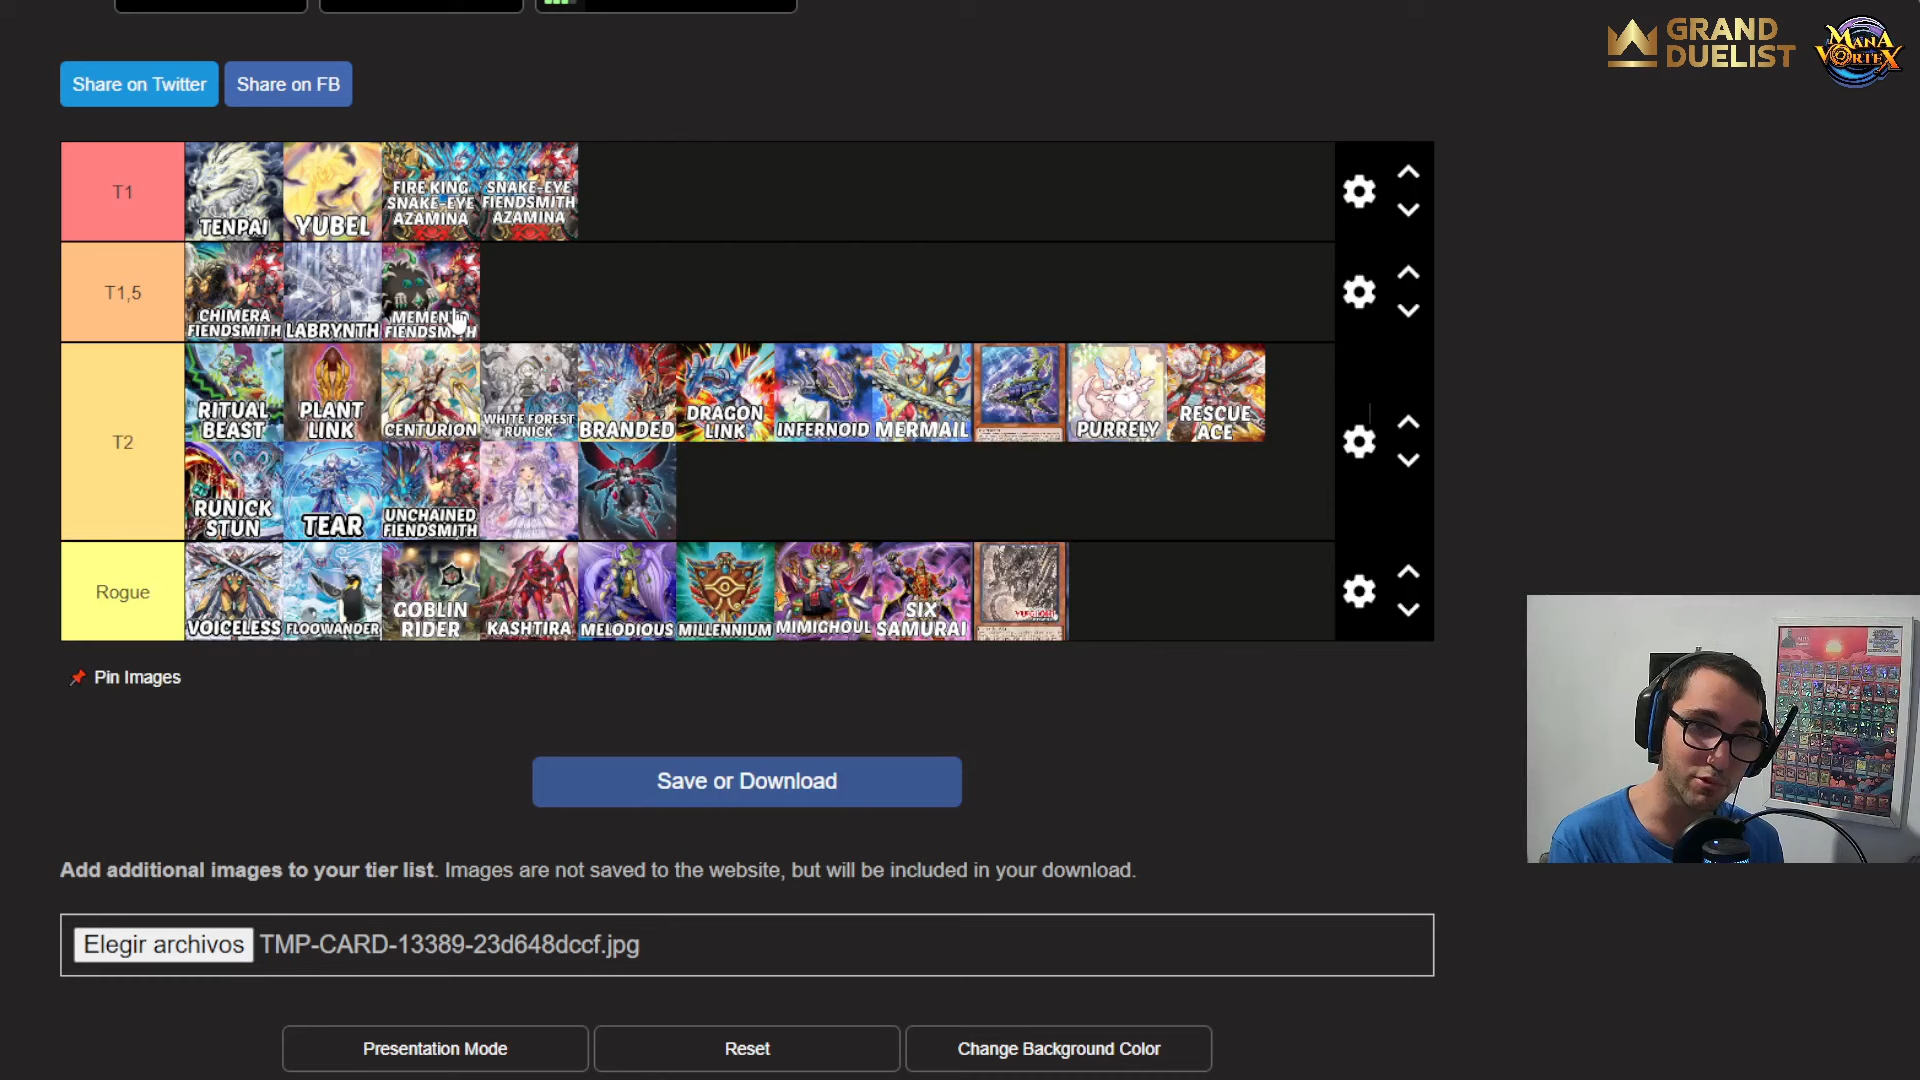 GRAND
DUELIST
MANA
VORTEX
Share on Twitter
Share on FB
T1
TENPAI
YUBEL
FIRE KING
SNAKE-EYE
AZAMINA
SNAKE-EYE
FIENDSMITH
AZAMINA
T1,5
CHIMERA
FIENDSMITH
LABRYNTH
FIENDSMITH
T2
RITUAL
BEAST
PLANT
LINK
CENTURION
WHITE FOREST
RUNICK
BRANDED
DRAGON
LINK
INFERNOID
MERMAIL
PURRELY
RESCUE
ACE
RUNICK
STUN
TEAR
UNCHAINED
FIENDSMITH
Rogue
VOICELESS
FLOOWANDER
GOBLIN
RIDER
KASHTIRA
MELODIOUS
MILLENNIUM
MIMIGHOUL
SIX
SAMURAI
Pin Images
Save or Download
Add additional images to your tier list. Images are not saved to the website, but will be included in your download.
Elegir archivos TMP-CARD-13389-23d648dccf.jpg
Presentation Mode
Reset
Change Background Color